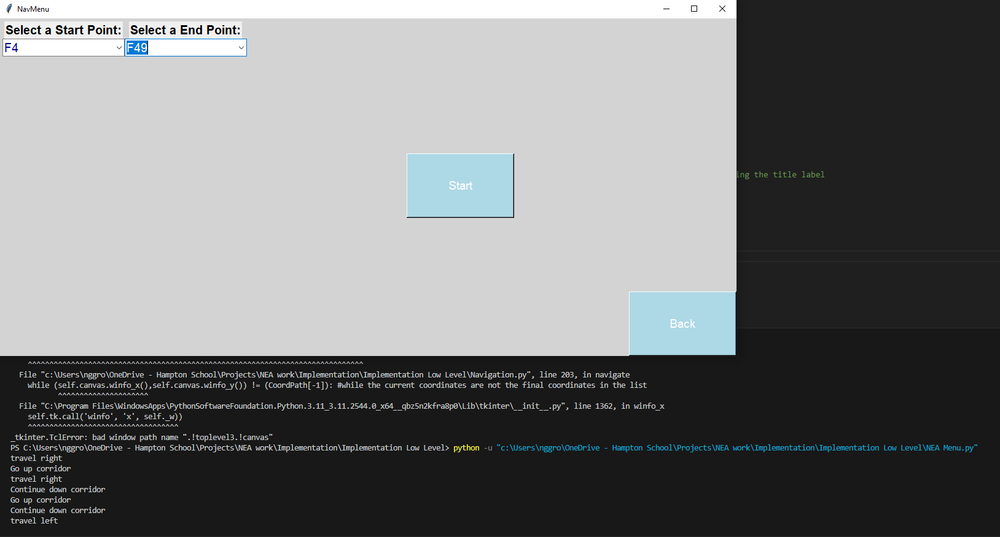 NavMenu
Select a Start Point: Select a End Point:
F4 F49
ing the title label
Start
Back
^^^^^^^^^^^^^^^^^^^^^^^^^^^^^^^^^^^^^^^^^^^^^^^^^^^^^^^^^^^^^^^^^^^^^^^^^^^^^^
File "c:\Users\nggro\OneDrive - Hampton School\Projects\NEA work\Implementation\Implementation Low Level\Navigation.py", line 203, in navigate
while (self.canvas.winfo_x(),self.canvas.winfo_y()) != (CoordPath[-1]): #while the current coordinates are not the final coordinates in the list
^^^^^^^^^^^^^^^^^^^^^
File "C:\Program Files\WindowsApps\PythonSoftwareFoundation.Python.3.11_3.11.2544.0_x64__qbz5n2kfra8p0\Lib\tkinter\__init__.py", line 1362, in winfo_x
self.tk.call('winfo', 'x', self._w))
^^^^^^^^^^^^^^^^^^^^^^^^^^^^^^^^^^^
_tkinter.TclError: bad window path name ".!toplevel3.!canvas"
PS C:\Users\nggro\OneDrive - Hampton School\Projects\NEA work\Implementation\Implementation Low Level> python -u "c:\Users\nggro\OneDrive - Hampton School\Projects\NEA work\Implementation\Implementation Low Level\NEA Menu.py"
travel right
Go up corridor
travel right
Continue down corridor
Go up corridor
Continue down corridor
travel left